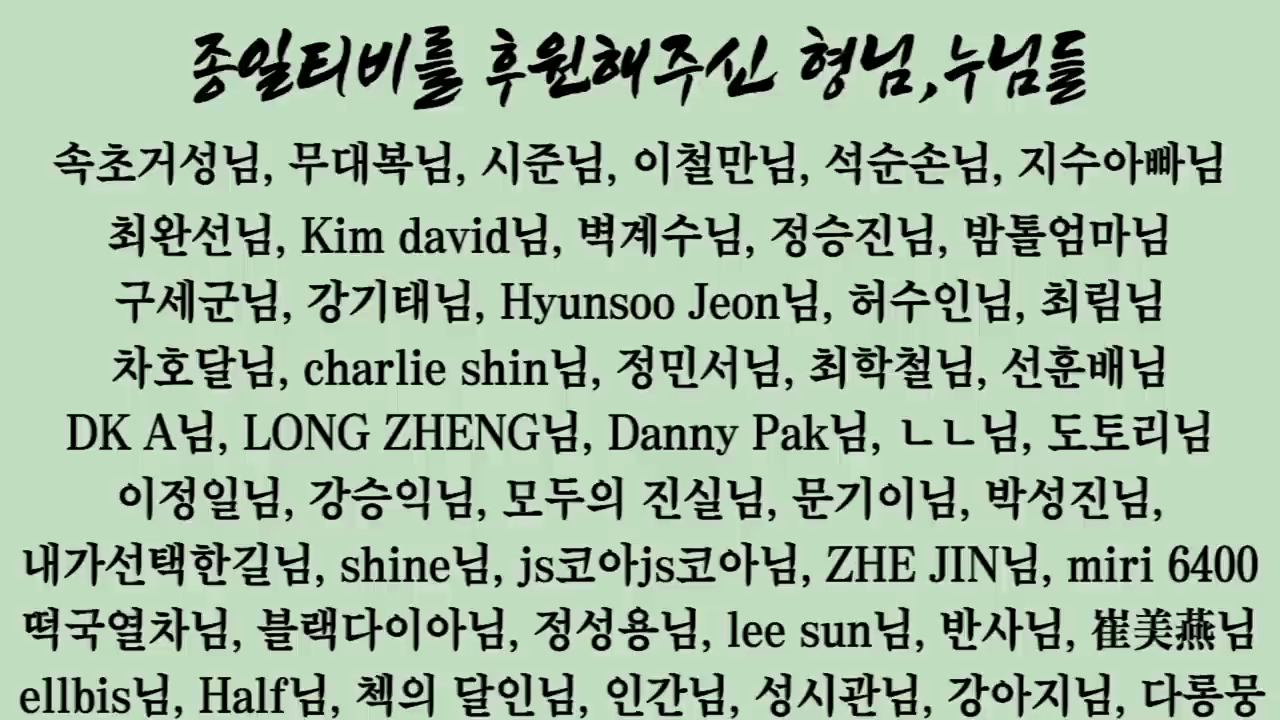 종일티비를 후원해주신 형님,누님들
속초거성님, 무대복님, 시준님, 이철만님, 석순손님, 지수아빠님
최완선님, Kim david님, 벽계수님, 정승진님, 밤톨엄마님
구세군님, 강기태님, Hyunsoo Jeon님, 허수인님, 최림님
차호달님, charlie shin님, 정민서님, 최학철님, 선훈배님
DK A님, LONG ZHENG님, Danny Pak님, ㄴㄴ님, 도토리님
이정일님, 강승익님, 모두의 진실님, 문기이님, 박성진님,
내가선택한길님, shine님, js코아js코아님, ZHE JIN님, miri 6400
떡국열차님, 블랙다이아님, 정성용님, lee sun님, 반사님, 崔美燕님
ellbis님, Half님, 첵의 달인님, 인간님, 성시관님, 강아지님, 다롱뭉